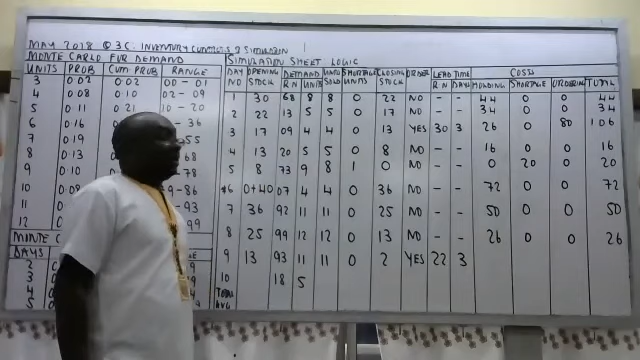 MAY 2018 Q3C: INVENTORY CONTROLS & SIMULATION
MONTE CARLO FOR DEMAND
UNITS PROB CUM PROB RANGE
3 0.02 0.02 00 - 01
4 0.08 0.10 02 - 09
5 0.11 0.21 10 - 20
6 0.16 - 36
7 0.19 -55
8 0.13 68
9 0.10 -78
10 0.08 9-86
11 -93
12 99
DAYS
2
3
4
5
SIMULATION SHEET: LOGIC
DAY NO OPENING STOCK DEMAND RN UNITS UNITS SOLD SHORTAGE UNITS CLOSING STOCK ORDER LEAD TIME RN DAYS COSTS HOLDING SHORTAGE ORDERING TOTAL
1 30 68 8 8 0 22 NO - - 44 0 0 44
2 22 13 5 5 0 17 NO - - 34 0 0 34
3 17 09 4 4 0 13 YES 30 3 26 0 80 106
4 13 20 5 5 0 8 NO - - 16 0 0 16
5 8 73 9 8 1 0 NO - - 0 20 0 20
*6 0+40 07 4 4 0 36 NO - - 72 0 0 72
7 36 92 11 11 0 25 NO - - 50 0 0 50
8 25 99 12 12 0 13 NO - - 26 0 0 26
9 13 93 11 11 0 2 YES 22 3
10 18 5
TOTAL
AVG